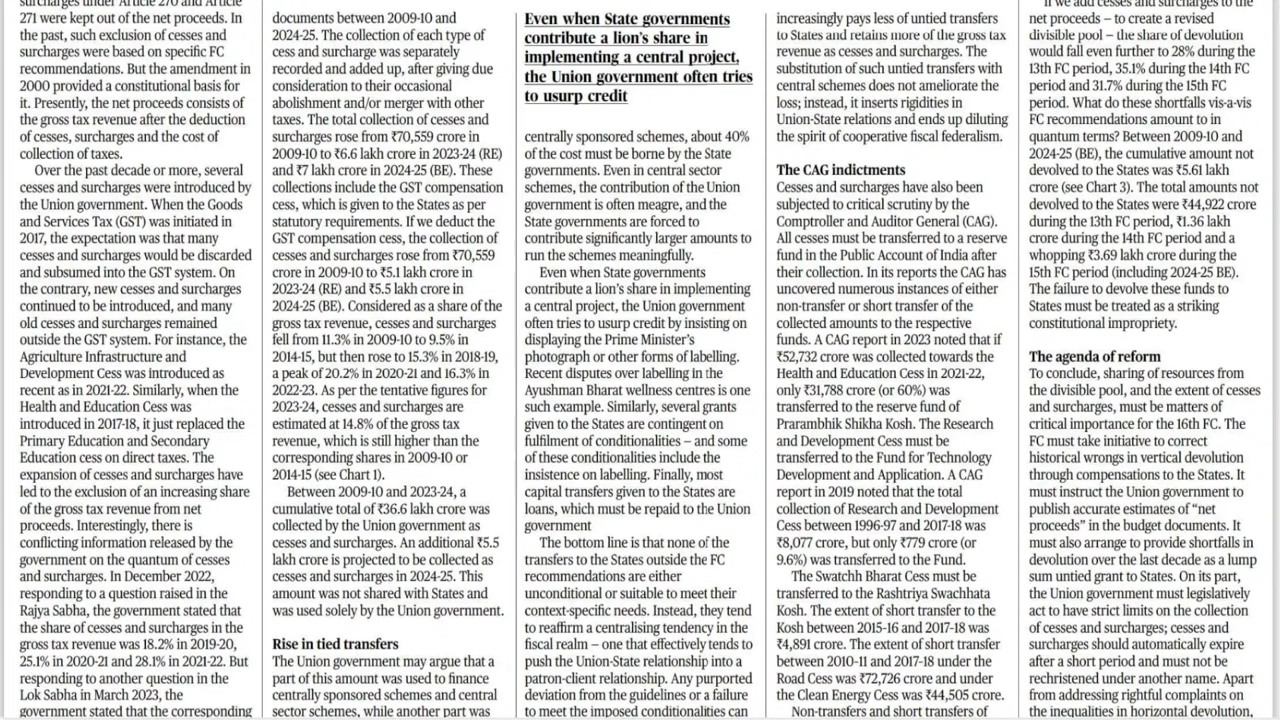 surcharges under Article 270 and Article
271 were kept out of the net proceeds. In
the past, such exclusion of cesses and
surcharges were based on specific FC
recommendations. But the amendment in
2000 provided a constitutional basis for
it. Presently, the net proceeds consists of
the gross tax revenue after the deduction
of cesses, surcharges and the cost of
collection of taxes.
Over the past decade or more, several
cesses and surcharges were introduced by
the Union government. When the Goods
and Services Tax (GST) was initiated in
2017, the expectation was that many
cesses and surcharges would be discarded
and subsumed into the GST system. On
the contrary, new cesses and surcharges
continued to be introduced, and many
old cesses and surcharges remained
outside the GST system. For instance, the
Agriculture Infrastructure and
Development Cess was introduced as
recent as in 2021-22. Similarly, when the
Health and Education Cess was
introduced in 2017-18, it just replaced the
Primary Education and Secondary
Education cess on direct taxes. The
expansion of cesses and surcharges have
led to the exclusion of an increasing share
of the gross tax revenue from net
proceeds. Interestingly, there is
conflicting information released by the
government on the quantum of cesses
and surcharges. In December 2022,
responding to a question raised in the
Rajya Sabha, the government stated that
the share of cesses and surcharges in the
gross tax revenue was 18.2% in 2019-20,
25.1% in 2020-21 and 28.1% in 2021-22. But
responding to another question in the
Lok Sabha in March 2023, the
government stated that the corresponding
documents between 2009-10 and
2024-25. The collection of each type of
cess and surcharge was separately
recorded and added up, after giving due
consideration to their occasional
abolishment and/or merger with other
taxes. The total collection of cesses and
surcharges rose from ₹70,559 crore in
2009-10 to ₹6.6 lakh crore in 2023-24 (RE)
and ₹7 lakh crore in 2024-25 (BE). These
collections include the GST compensation
cess, which is given to the States as per
statutory requirements. If we deduct the
GST compensation cess, the collection of
cesses and surcharges rose from ₹70,559
crore in 2009-10 to ₹5.1 lakh crore in
2023-24 (RE) and ₹5.5 lakh crore in
2024-25 (BE). Considered as a share of the
gross tax revenue, cesses and surcharges
fell from 11.3% in 2009-10 to 9.5% in
2014-15, but then rose to 15.3% in 2018-19,
a peak of 20.2% in 2020-21 and 16.3% in
2022-23. As per the tentative figures for
2023-24, cesses and surcharges are
estimated at 14.8% of the gross tax
revenue, which is still higher than the
corresponding shares in 2009-10 or
2014-15 (see Chart 1).
Between 2009-10 and 2023-24, a
cumulative total of ₹36.6 lakh crore was
collected by the Union government as
cesses and surcharges. An additional ₹5.5
lakh crore is projected to be collected as
cesses and surcharges in 2024-25. This
amount was not shared with States and
was used solely by the Union government.
Rise in tied transfers
The Union government may argue that a
part of this amount was used to finance
centrally sponsored schemes and central
sector schemes, while another part was
Even when State governments
contribute a lion's share in
implementing a central project,
the Union government often tries
to usurp credit
centrally sponsored schemes, about 40%
of the cost must be borne by the State
governments. Even in central sector
schemes, the contribution of the Union
government is often meagre, and the
State governments are forced to
contribute significantly larger amounts to
run the schemes meaningfully.
Even when State governments
contribute a lion's share in implementing
a central project, the Union government
often tries to usurp credit by insisting on
displaying the Prime Minister's
photograph or other forms of labelling.
Recent disputes over labelling in the
Ayushman Bharat wellness centres is one
such example. Similarly, several grants
given to the States are contingent on
fulfilment of conditionalities – and some
of these conditionalities include the
insistence on labelling. Finally, most
capital transfers given to the States are
loans, which must be repaid to the Union
government
The bottom line is that none of the
transfers to the States outside the FC
recommendations are either
unconditional or suitable to meet their
context-specific needs. Instead, they tend
to reaffirm a centralising tendency in the
fiscal realm – one that effectively tends to
push the Union-State relationship into a
patron-client relationship. Any purported
deviation from the guidelines or a failure
to meet the imposed conditionalities can
increasingly pays less of untied transfers
to States and retains more of the gross tax
revenue as cesses and surcharges. The
substitution of such untied transfers with
central schemes does not ameliorate the
loss; instead, it inserts rigidities in
Union-State relations and ends up diluting
the spirit of cooperative fiscal federalism.
The CAG indictments
Cesses and surcharges have also been
subjected to critical scrutiny by the
Comptroller and Auditor General (CAG).
All cesses must be transferred to a reserve
fund in the Public Account of India after
their collection. In its reports the CAG has
uncovered numerous instances of either
non-transfer or short transfer of the
collected amounts to the respective
funds. A CAG report in 2023 noted that if
₹52,732 crore was collected towards the
Health and Education Cess in 2021-22,
only ₹31,788 crore (or 60%) was
transferred to the reserve fund of
Prarambhik Shikha Kosh. The Research
and Development Cess must be
transferred to the Fund for Technology
Development and Application. A CAG
report in 2019 noted that the total
collection of Research and Development
Cess between 1996-97 and 2017-18 was
₹8,077 crore, but only ₹779 crore (or
9.6%) was transferred to the Fund.
The Swatchh Bharat Cess must be
transferred to the Rashtriya Swachhata
Kosh. The extent of short transfer to the
Kosh between 2015-16 and 2017-18 was
₹4,891 crore. The extent of short transfer
between 2010-11 and 2017-18 under the
Road Cess was ₹72,726 crore and under
the Clean Energy Cess was ₹44,505 crore.
Non-transfers and short transfers of
If we add cesses and surcharges to the
net proceeds – to create a revised
divisible pool – the share of devolution
would fall even further to 28% during the
13th FC period, 35.1% during the 14th FC
period and 31.7% during the 15th FC
period. What do these shortfalls vis-a-vis
FC recommendations amount to in
quantum terms? Between 2009-10 and
2024-25 (BE), the cumulative amount not
devolved to the States was ₹5.61 lakh
crore (see Chart 3). The total amounts not
devolved to the States were ₹44,922 crore
during the 13th FC period, ₹1.36 lakh
crore during the 14th FC period and a
whopping ₹3.69 lakh crore during the
15th FC period (including 2024-25 BE).
The failure to devolve these funds to
States must be treated as a striking
constitutional impropriety.
The agenda of reform
To conclude, sharing of resources from
the divisible pool, and the extent of cesses
and surcharges, must be matters of
critical importance for the 16th FC. The
FC must take initiative to correct
historical wrongs in vertical devolution
through compensations to the States. It
must instruct the Union government to
publish accurate estimates of “net
proceeds” in the budget documents. It
must also arrange to provide shortfalls in
devolution over the last decade as a lump
sum untied grant to States. On its part,
the Union government must legislatively
act to have strict limits on the collection
of cesses and surcharges; cesses and
surcharges should automatically expire
after a short period and must not be
rechristened under another name. Apart
from addressing rightful complaints on
the inequalities in horizontal devolution,